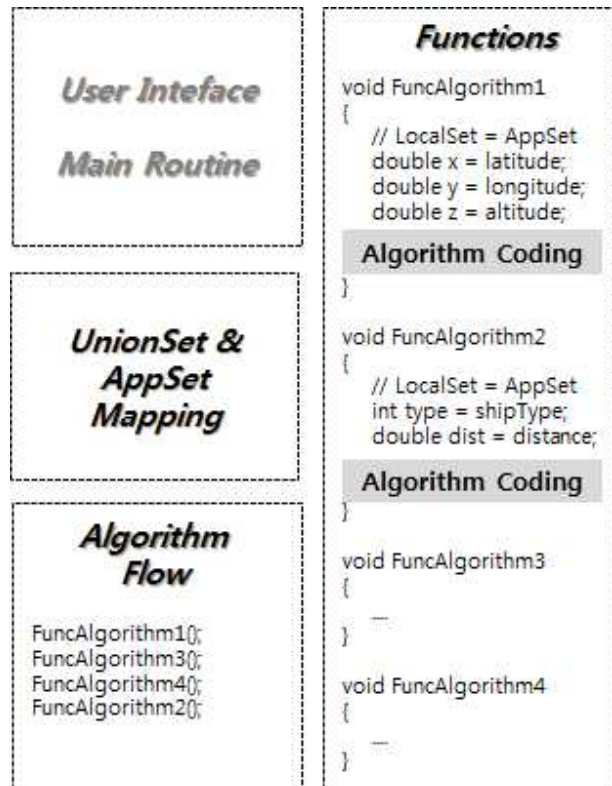 User Inteface
Main Routine
UnionSet &
AppSet
Mapping
Algorithm
Flow
FuncAlgorithm1();
FuncAlgorithm3();
FuncAlgorithm4();
FuncAlgorithm2();
Functions
void FuncAlgorithm1
{
// LocalSet = AppSet
double x = latitude;
double y = longitude;
double z = altitude;
Algorithm Coding
}
void FuncAlgorithm2
{
// LocalSet = AppSet
int type = shipType;
double dist = distance;
Algorithm Coding
}
void FuncAlgorithm3
{
...
}
void FuncAlgorithm4
{
...
}